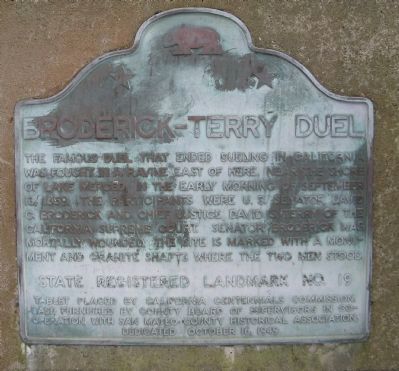 BRODERICK-TERRY DUEL
THE FAMOUS DUEL THAT ENDED DUELING IN CALIFORNIA
WAS FOUGHT IN A RAVINE EAST OF HERE, NEAR THE SHORE
OF LAKE MERCED, IN THE EARLY MORNING OF SEPTEMBER
1859. THE PARTICIPANTS WERE U. S. SENATOR DAVID
C. BRODERICK AND CHIEF JUSTICE DAVID S. TERRY OF THE
CALIFORNIA SUPREME COURT. SENATOR BRODERICK WAS
MORTALLY WOUNDED. THE SITE IS MARKED WITH A MONU-
MENT AND GRANITE SHAFTS WHERE THE TWO MEN STOOD.
STATE REGISTERED LANDMARK NO. 19
TABLET PLACED BY CALIFORNIA CENTENNIALS COMMISSION.
BASE FURNISHED BY COUNTY BOARD OF SUPERVISORS IN CO-
OPERATION WITH SAN MATEO COUNTY HISTORICAL ASSOCIATION.
DEDICATED OCTOBER 16, 1949